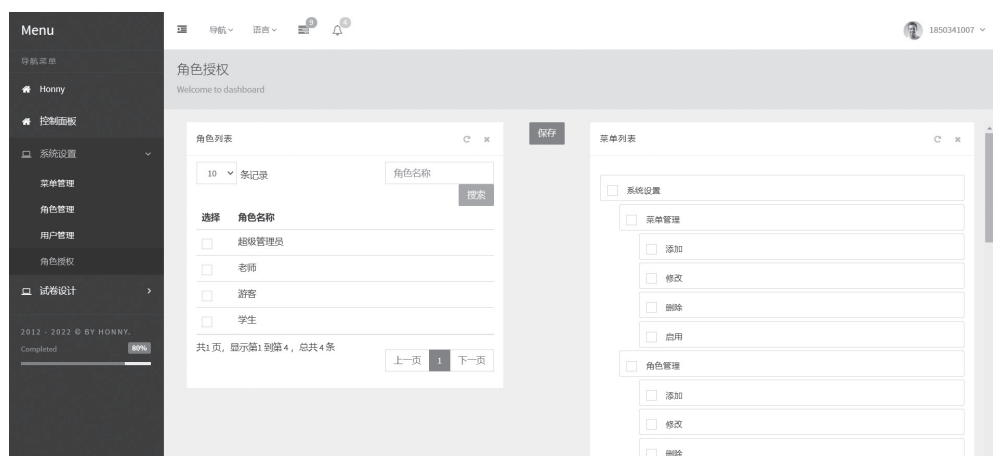 Menu
导航菜单
Honny
控制面板
系统设置
菜单管理
角色管理
用户管理
角色授权
试卷设计
2012 - 2022 © BY HONNY.
Completed 80%
导航 语言 9 4 1850341007
角色授权
Welcome to dashboard
角色列表
10 条记录 角色名称
搜索
选择 角色名称
超级管理员
老师
游客
学生
共1页, 显示第1到第4, 总共4条
上一页 1 下一页
保存
菜单列表
系统设置
菜单管理
添加
修改
删除
启用
角色管理
添加
修改
删除